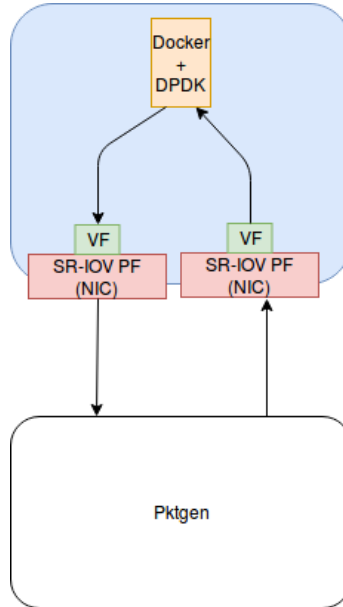 Docker
+
DPDK
VF
VF
SR-IOV PF
(NIC)
SR-IOV PF
(NIC)
Pktgen